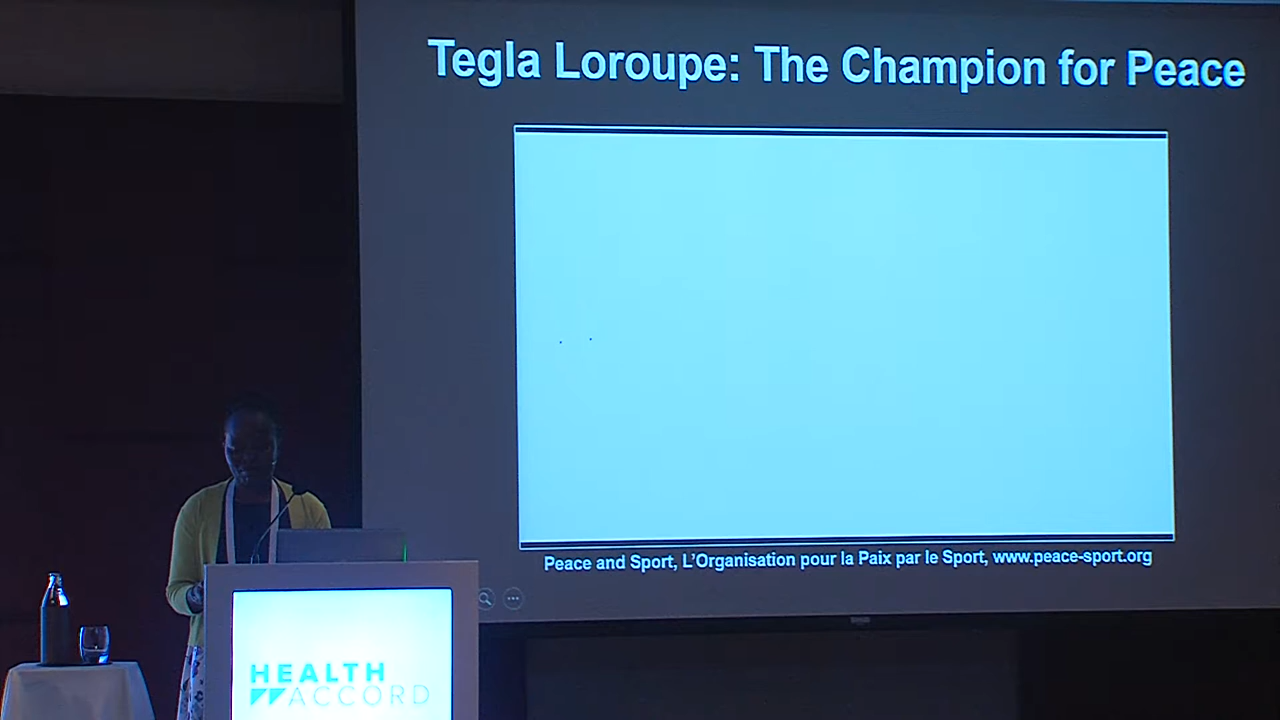 Tegla Loroupe: The Champion for Peace
Peace and Sport, L'Organisation pour la Paix par le Sport, www.peace-sport.org
HEALTH
ACCORD